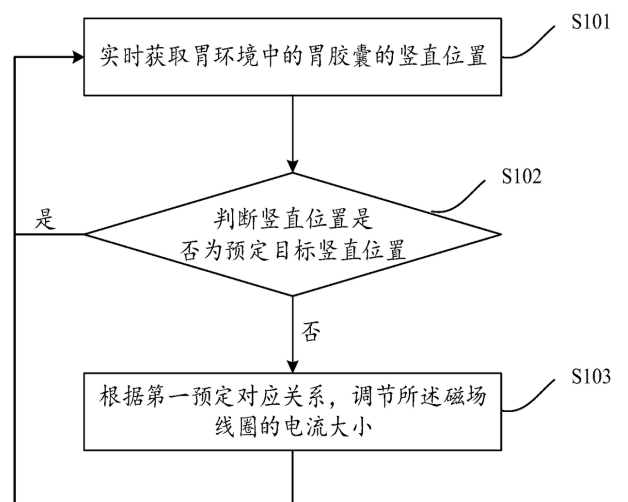 S101
实时获取胃环境中的胃胶囊的竖直位置
S102
判断竖直位置是
否为预定目标竖直位置
是
否
S103
根据第一预定对应关系，调节所述磁场
线圈的电流大小